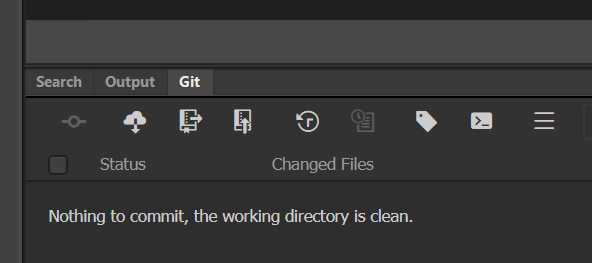 Search Output Git
Status Changed Files
Nothing to commit, the working directory is clean.